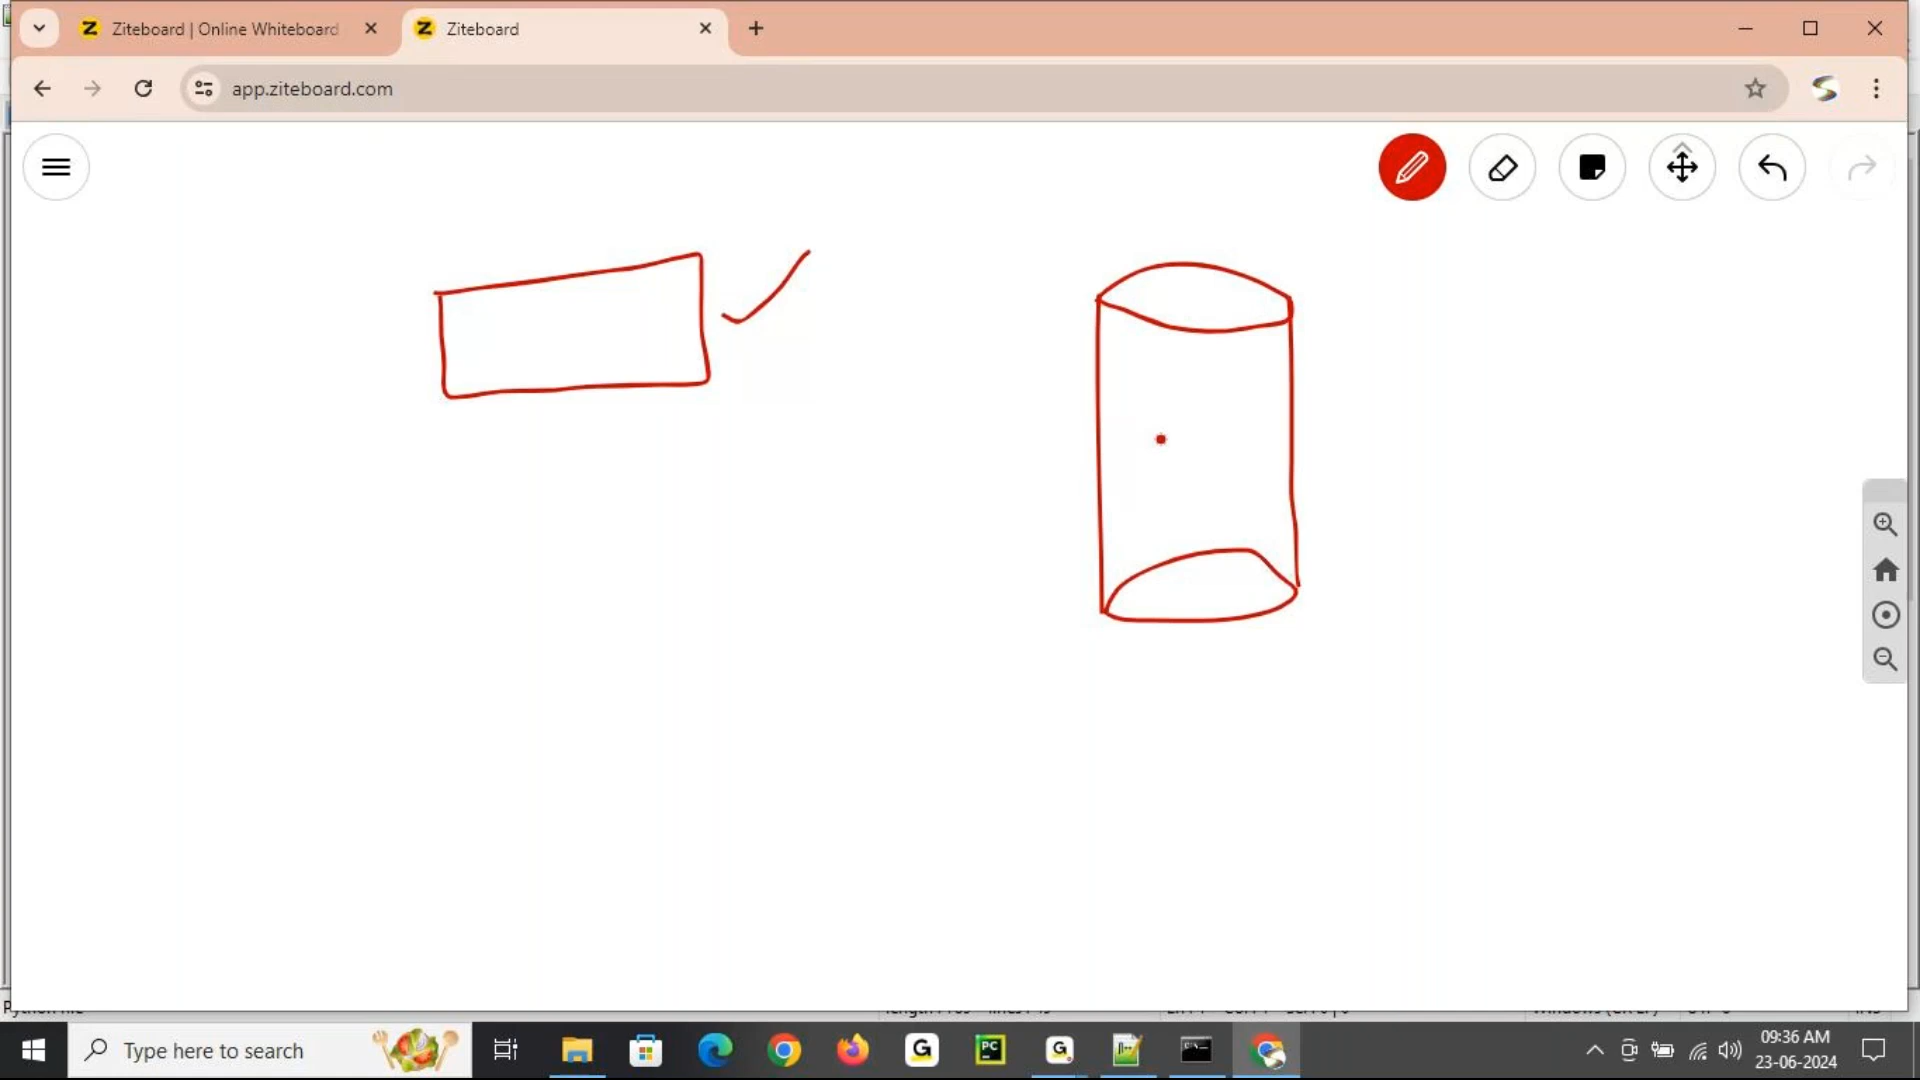 Ziteboard | Online Whiteboard
Ziteboard
app.ziteboard.com
Type here to search
09:36 AM
23-06-2024